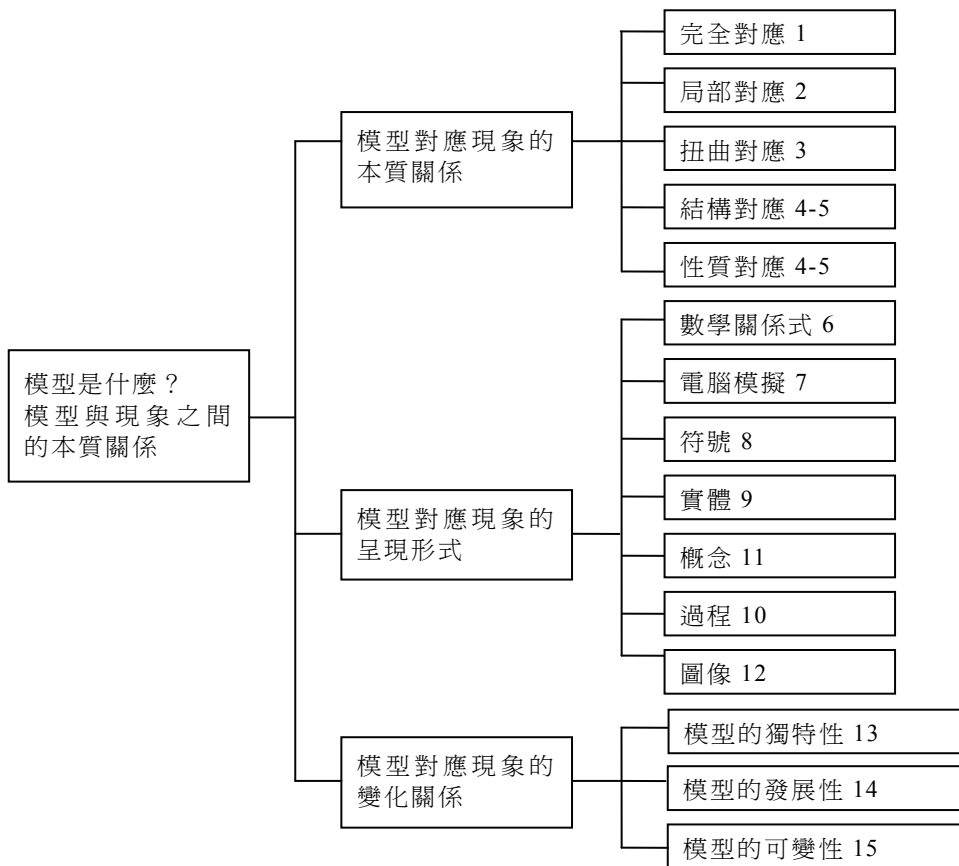 完全對應 1
局部對應 2
模型對應現象的
本質關係
扭曲對應 3
結構對應 4-5
性質對應 4-5
數學關係式 6
模型是什麼？
模型與現象之間
的本質關係
電腦模擬 7
符號 8
模型對應現象的
呈現形式
實體 9
概念 11
過程 10
圖像 12
模型對應現象的
變化關係
模型的獨特性 13
模型的發展性 14
模型的可變性 15